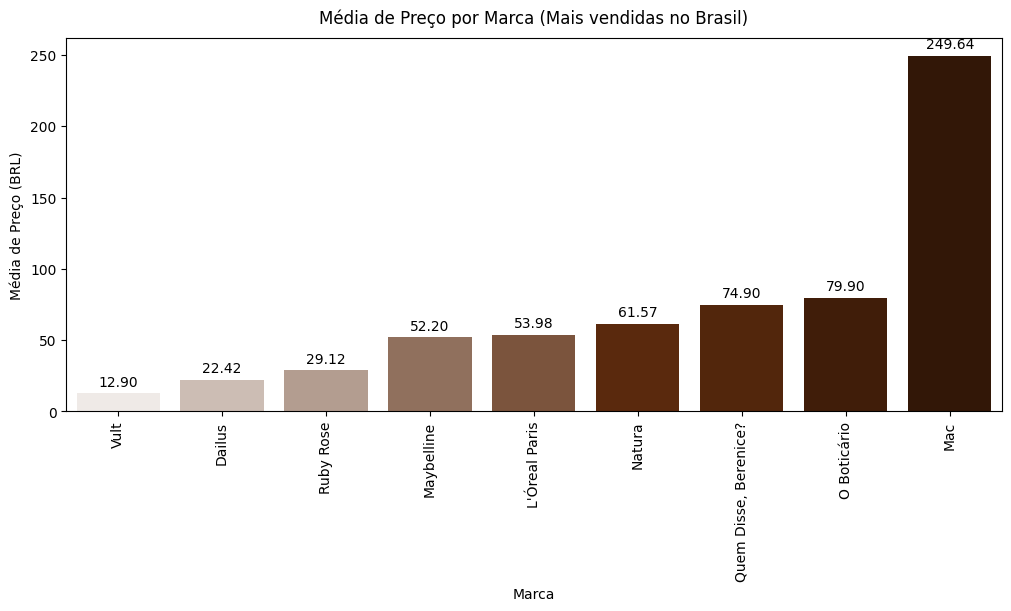 Média de Preço por Marca (Mais vendidas no Brasil)
Média de Preço (BRL)
250
200
150
100
50
0
12.90
22.42
29.12
52.20
53.98
61.57
74.90
79.90
249.64
Vult
Dailus
Ruby Rose
Maybelline
L'Óreal Paris
Natura
Quem Disse, Berenice?
O Boticário
Mac
Marca